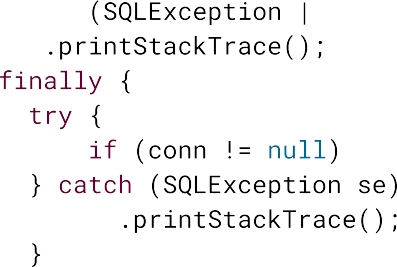 (SQLException |
.printStackTrace();
finally {
try {
if (conn != null)
} catch (SQLException se)
.printStackTrace();
}